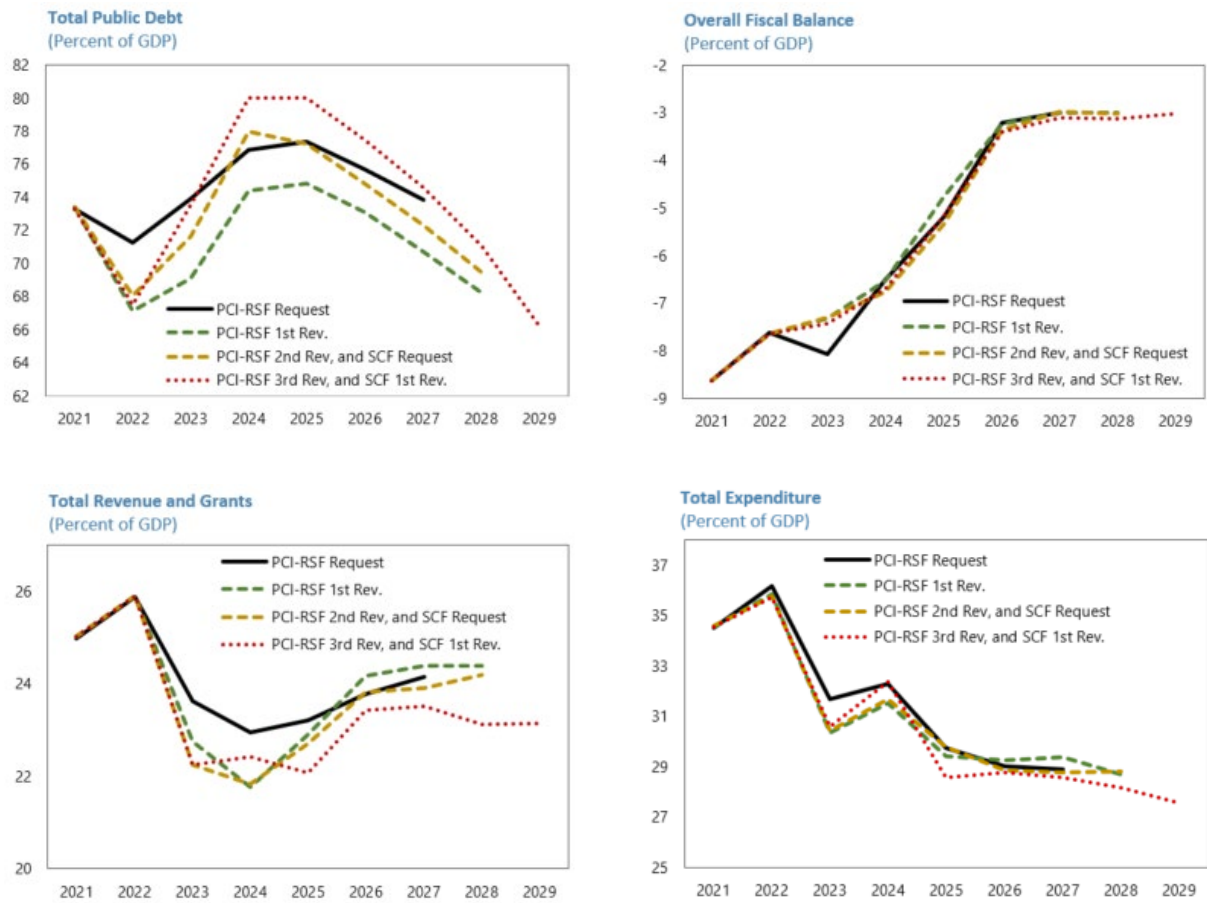 Total Public Debt
(Percent of GDP)
82
80
78
76
74
72
70
68
66
64
62
PCI-RSF Request
PCI-RSF 1st Rev.
PCI-RSF 2nd Rev, and SCF Request
PCI-RSF 3rd Rev, and SCF 1st Rev.
2021 2022 2023 2024 2025 2026 2027 2028 2029
Overall Fiscal Balance
(Percent of GDP)
-2
-3
-4
-5
-6
-7
-8
-9
PCI-RSF Request
PCI-RSF 1st Rev.
PCI-RSF 2nd Rev, and SCF Request
PCI-RSF 3rd Rev, and SCF 1st Rev.
2021 2022 2023 2024 2025 2026 2027 2028 2029
Total Revenue and Grants
(Percent of GDP)
26
24
22
20
PCI-RSF Request
PCI-RSF 1st Rev.
PCI-RSF 2nd Rev, and SCF Request
PCI-RSF 3rd Rev, and SCF 1st Rev.
2021 2022 2023 2024 2025 2026 2027 2028 2029
Total Expenditure
(Percent of GDP)
37
35
33
31
29
27
25
PCI-RSF Request
PCI-RSF 1st Rev.
PCI-RSF 2nd Rev, and SCF Request
PCI-RSF 3rd Rev, and SCF 1st Rev.
2021 2022 2023 2024 2025 2026 2027 2028 2029